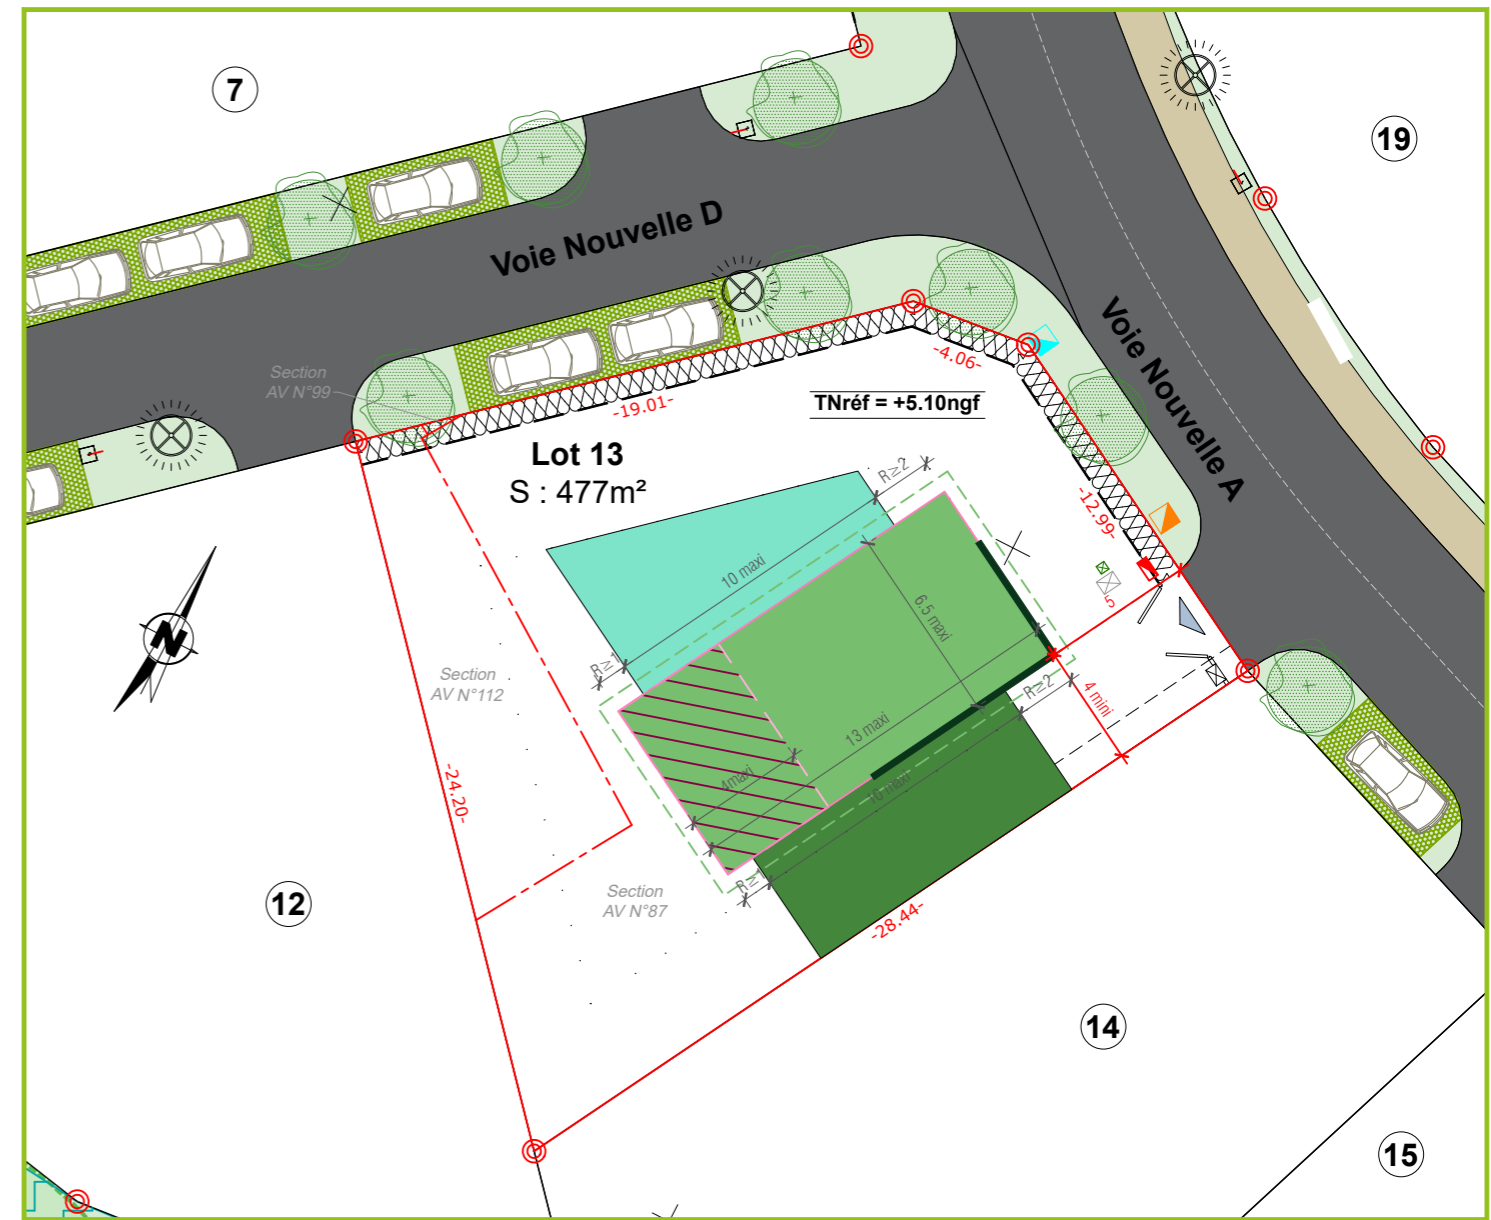 7
19
Voie Nouvelle D
Voie Nouvelle A
Section
AV N°99
-19.01-
-4.06-
TNréf = +5.10ngf
Lot 13
S : 477m²
R≥2
10 maxi
6.5 maxi
-12.99-
5
N
R≥1
Section
AV N°112
13 maxi
R≥2
4 mini
4maxi
10 maxi
-24.20-
R≥1
Section
AV N°87
12
-28.44-
14
15